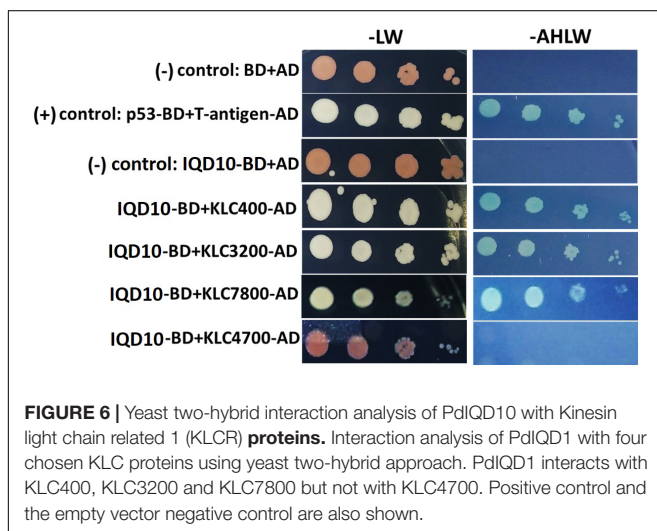 -LW
-AHLW
(-) control: BD+AD
(+) control: p53-BD+T-antigen-AD
(-) control: IQD10-BD+AD
IQD10-BD+KLC400-AD
IQD10-BD+KLC3200-AD
IQD10-BD+KLC7800-AD
IQD10-BD+KLC4700-AD
FIGURE 6 | Yeast two-hybrid interaction analysis of PdIQD10 with Kinesin
light chain related 1 (KLCR) proteins. Interaction analysis of PdIQD1 with four
chosen KLC proteins using yeast two-hybrid approach. PdIQD1 interacts with
KLC400, KLC3200 and KLC7800 but not with KLC4700. Positive control and
the empty vector negative control are also shown.